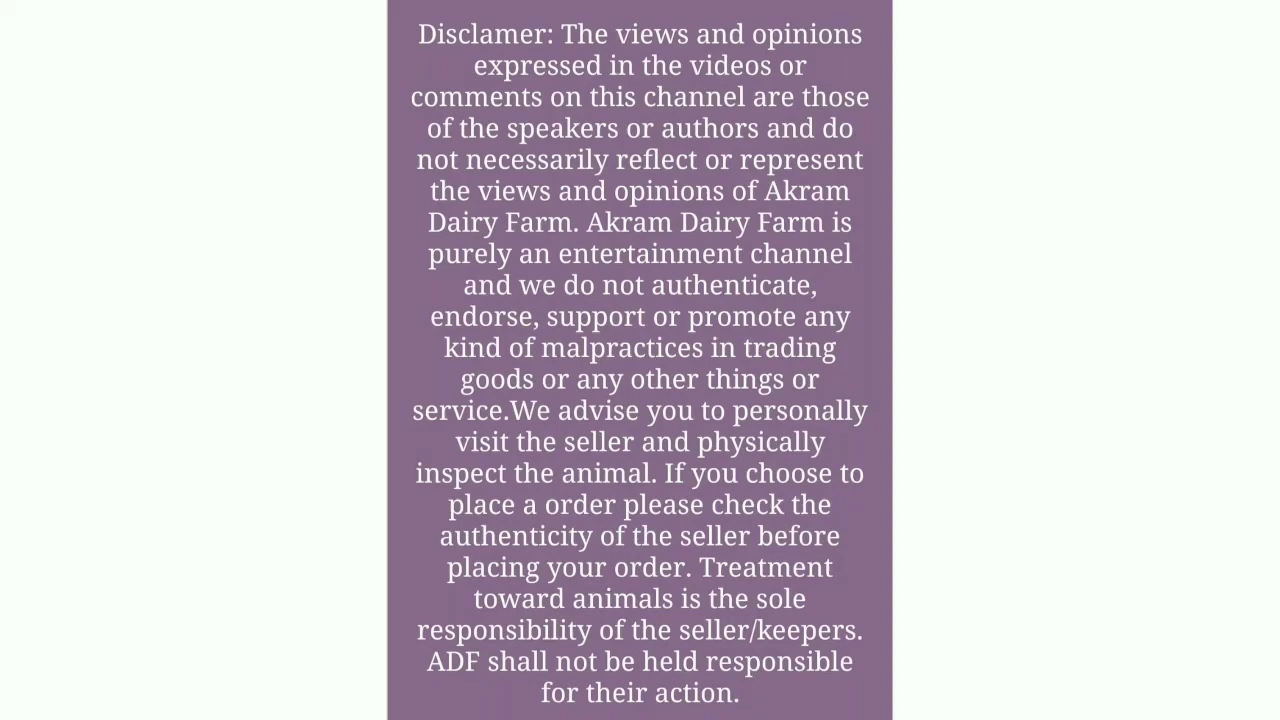 Disclamer: The views and opinions
expressed in the videos or
comments on this channel are those
of the speakers or authors and do
not necessarily reflect or represent
the views and opinions of Akram
Dairy Farm. Akram Dairy Farm is
purely an entertainment channel
and we do not authenticate,
endorse, support or promote any
kind of malpractices in trading
goods or any other things or
service.We advise you to personally
visit the seller and physically
inspect the animal. If you choose to
place a order please check the
authenticity of the seller before
placing your order. Treatment
toward animals is the sole
responsibility of the seller/keepers.
ADF shall not be held responsible
for their action.